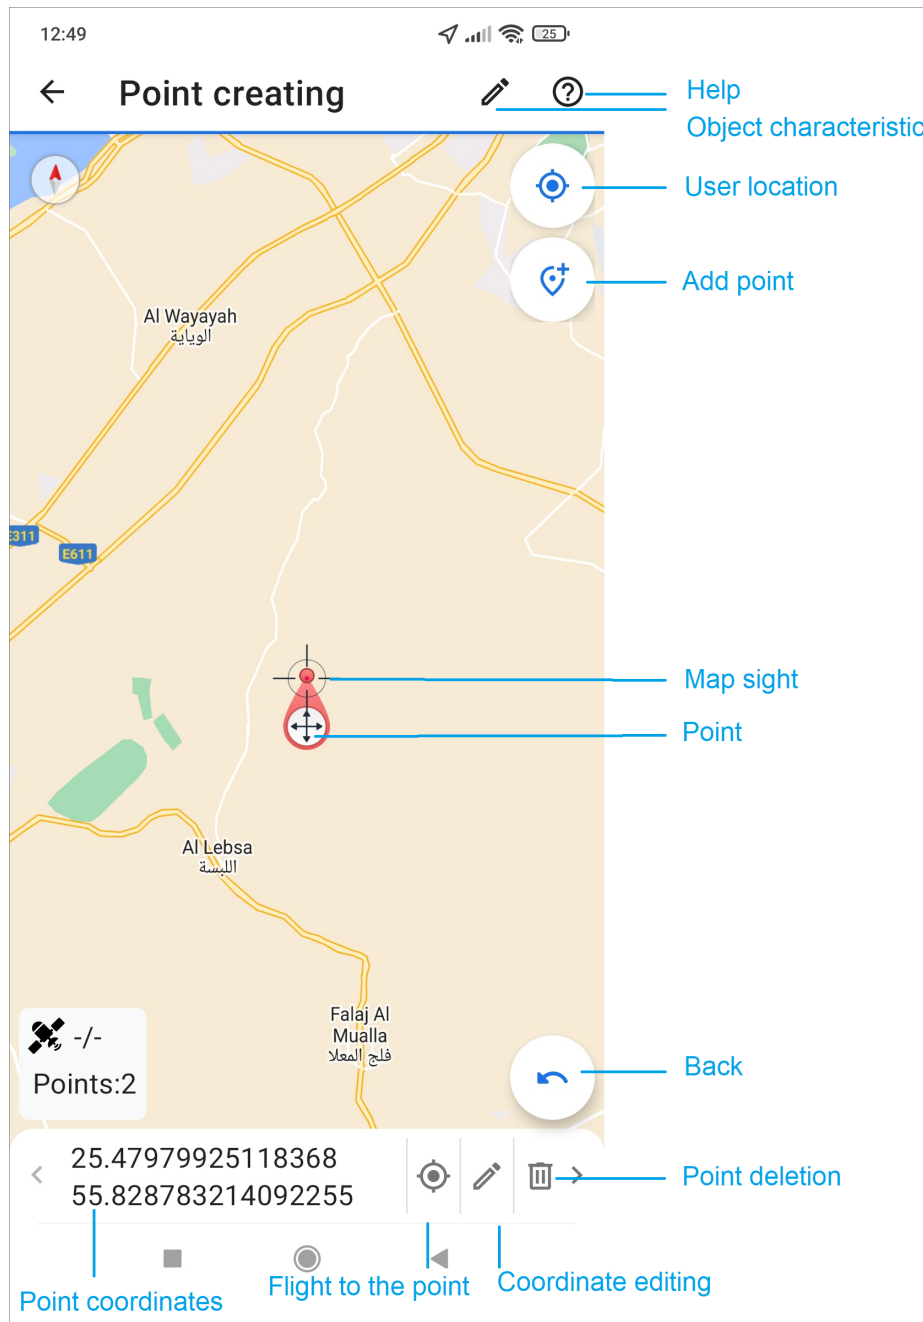 12:49
25
Point creating
Help
Object characteristic
User location
Add point
Al Wayayah
الوياية
E311
E611
Map sight
Point
Al Lebsa
اللبسة
Falaj Al
Mualla
فلج المعلا
-/-
Points:2
Back
25.47979925118368
55.828783214092255
Point deletion
Flight to the point
Coordinate editing
Point coordinates